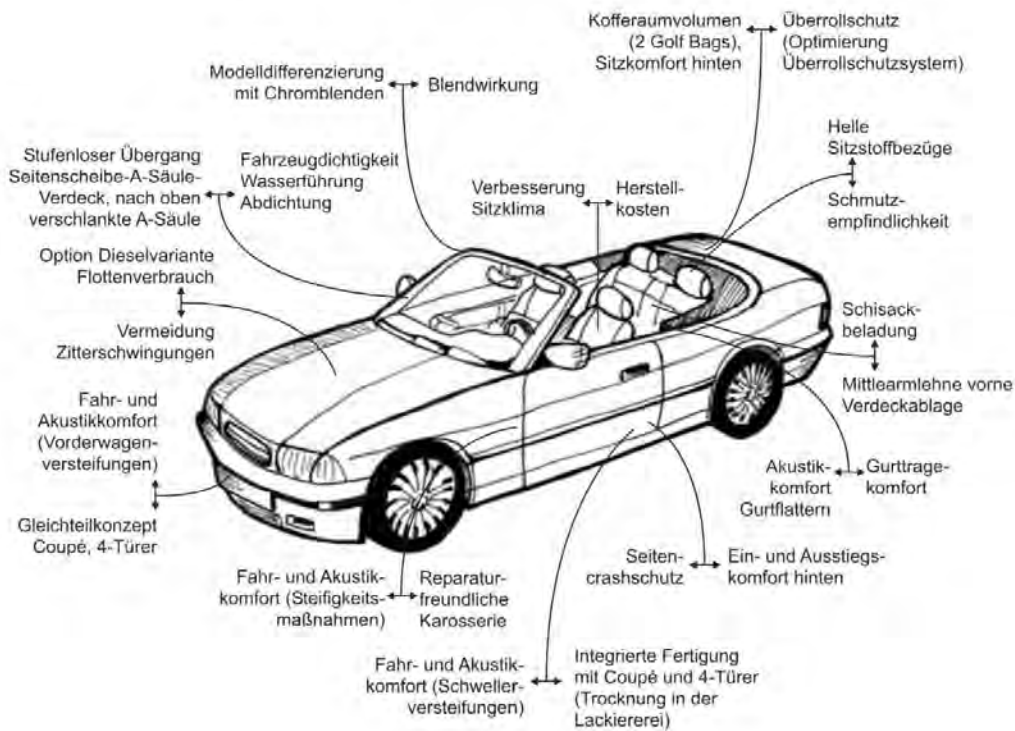 Kofferaumvolumen
(2 Golf Bags),
Sitzkomfort hinten
Überrollschutz
(Optimierung
Überrollschutzsystem)
Modelldifferenzierung
mit Chromblenden
Blendwirkung
Helle
Sitzstoffbezüge
Schmutz-
empfindlichkeit
Stufenloser Übergang
Seitenscheibe-A-Säule-
Verdeck, nach oben
verschlankte A-Säule
Fahrzeugdichtigkeit
Wasserführung
Abdichtung
Verbesserung
Sitzklima
Herstell-
kosten
Option Dieselvariante
Flottenverbrauch
Vermeidung
Zitterschwingungen
Schisack-
beladung
Mittlearmlehne vorne
Verdeckablage
Fahr- und
Akustikkomfort
(Vorderwagen-
versteifungen)
Gleichteilkonzept
Coupé, 4-Türer
Akustik-
komfort
Gurtflattern
Gurttrage-
komfort
Seiten-
crashschutz
Ein- und Ausstiegs-
komfort hinten
Fahr- und Akustik-
komfort (Steifigkeits-
maßnahmen)
Reparatur-
freundliche
Karosserie
Fahr- und Akustik-
komfort (Schweller-
versteifungen)
Integrierte Fertigung
mit Coupé und 4-Türer
(Trocknung in der
Lackiererei)